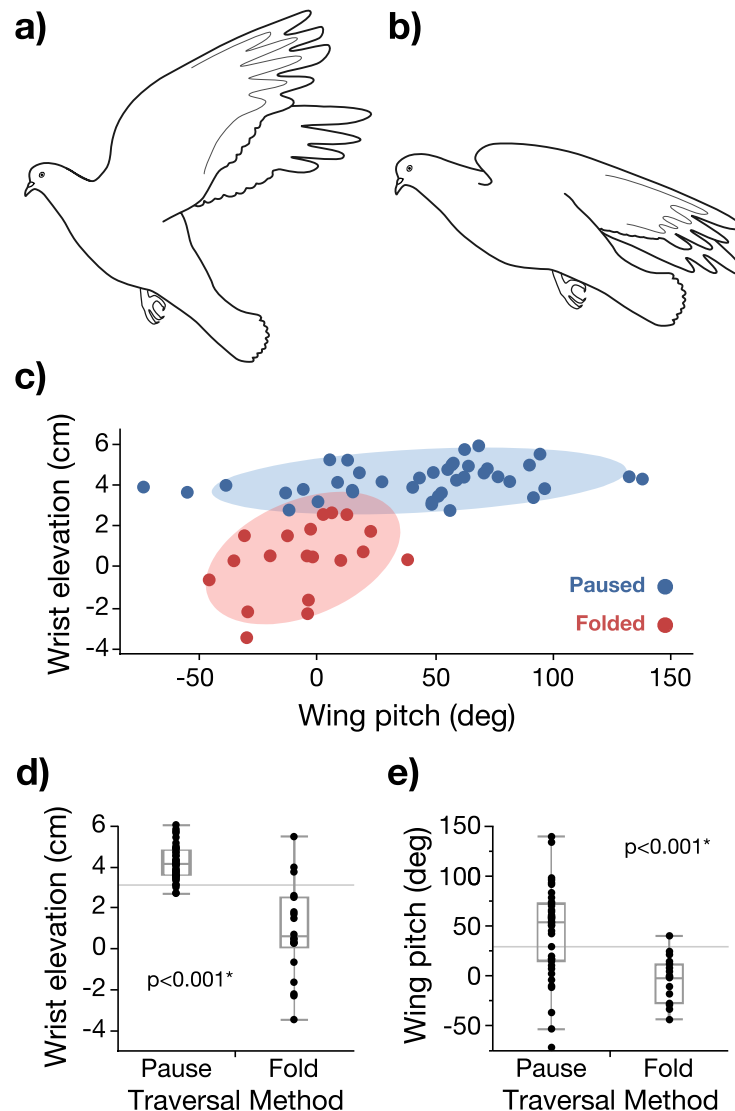 a)
b)
c)
Wrist elevation (cm)
6
4
2
0
-2
-4
Paused
Folded
-50
0
50
100
150
Wing pitch (deg)
d)
Wrist elevation (cm)
6
4
2
0
-2
-4
p<0.001*
Pause
Fold
Traversal Method
e)
Wing pitch (deg)
150
100
50
0
-50
p<0.001*
Pause
Fold
Traversal Method